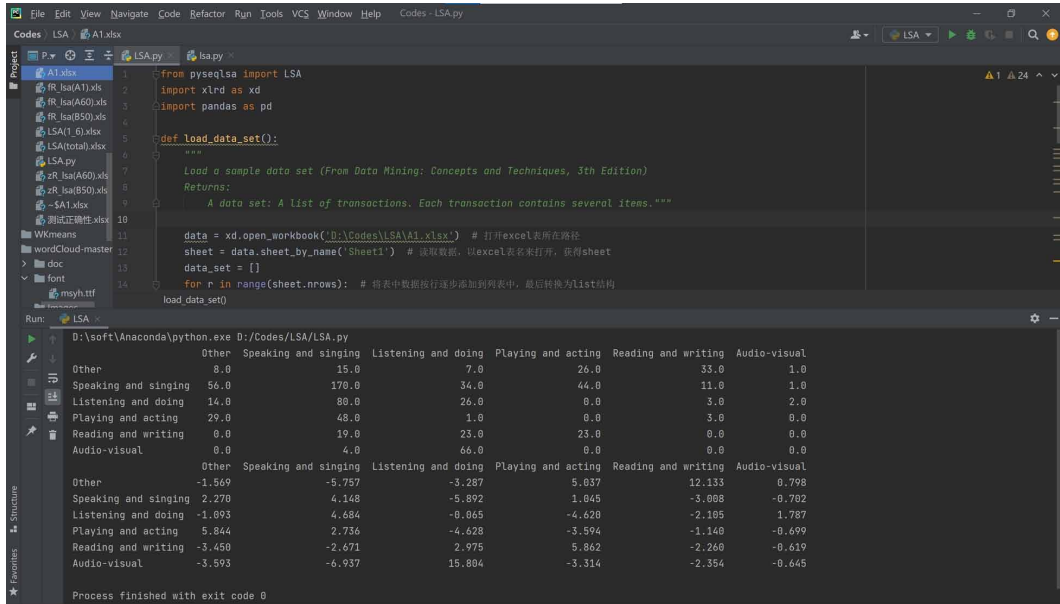 File Edit View Navigate Code Refactor Run Tools VCS Window Help Codes - LSA.py
Codes LSA A1.xlsx LSA
Project P.. LSA.py lsa.py
A1.xlsx
fR_lsa(A1).xls
fR_lsa(A60).xls
fR_lsa(B50).xls
LSA(1_6).xlsx
LSA(total).xlsx
LSA.py
zR_lsa(A60).xls
zR_lsa(B50).xls
~$A1.xlsx
测试正确性.xlsx
WKmeans
wordCloud-master
doc
font
msyh.ttf
images
1 from pyseqlsa import LSA 1 24
2 import xlrd as xd
3 import pandas as pd
4
5 def load_data_set():
6 """
7 Load a sample data set (From Data Mining: Concepts and Techniques, 3th Edition)
8 Returns:
9 A data set: A list of transactions. Each transaction contains several items."""
10
11 data = xd.open_workbook('D:\Codes\LSA\A1.xlsx') # 打开excel表所在路径
12 sheet = data.sheet_by_name('Sheet1') # 读取数据，以excel表名来打开，获得sheet
13 data_set = []
14 for r in range(sheet.nrows): # 将表中数据按行逐步添加到列表中，最后转换为list结构
load_data_set()
Run: LSA
D:\soft\Anaconda\python.exe D:/Codes/LSA/LSA.py
Other Speaking and singing Listening and doing Playing and acting Reading and writing Audio-visual
Other 8.0 15.0 7.0 26.0 33.0 1.0
Speaking and singing 56.0 170.0 34.0 44.0 11.0 1.0
Listening and doing 14.0 80.0 26.0 0.0 3.0 2.0
Playing and acting 29.0 48.0 1.0 0.0 3.0 0.0
Reading and writing 0.0 19.0 23.0 23.0 0.0 0.0
Audio-visual 0.0 4.0 66.0 0.0 0.0 0.0
Other Speaking and singing Listening and doing Playing and acting Reading and writing Audio-visual
Other -1.569 -5.757 -3.287 5.037 12.133 0.798
Speaking and singing 2.270 4.148 -5.892 1.045 -3.008 -0.702
Listening and doing -1.093 4.684 -0.065 -4.620 -2.105 1.787
Playing and acting 5.844 2.736 -4.628 -3.594 -1.140 -0.699
Reading and writing -3.450 -2.671 2.975 5.862 -2.260 -0.619
Audio-visual -3.593 -6.937 15.804 -3.314 -2.354 -0.645
Process finished with exit code 0
Structure
Favorites